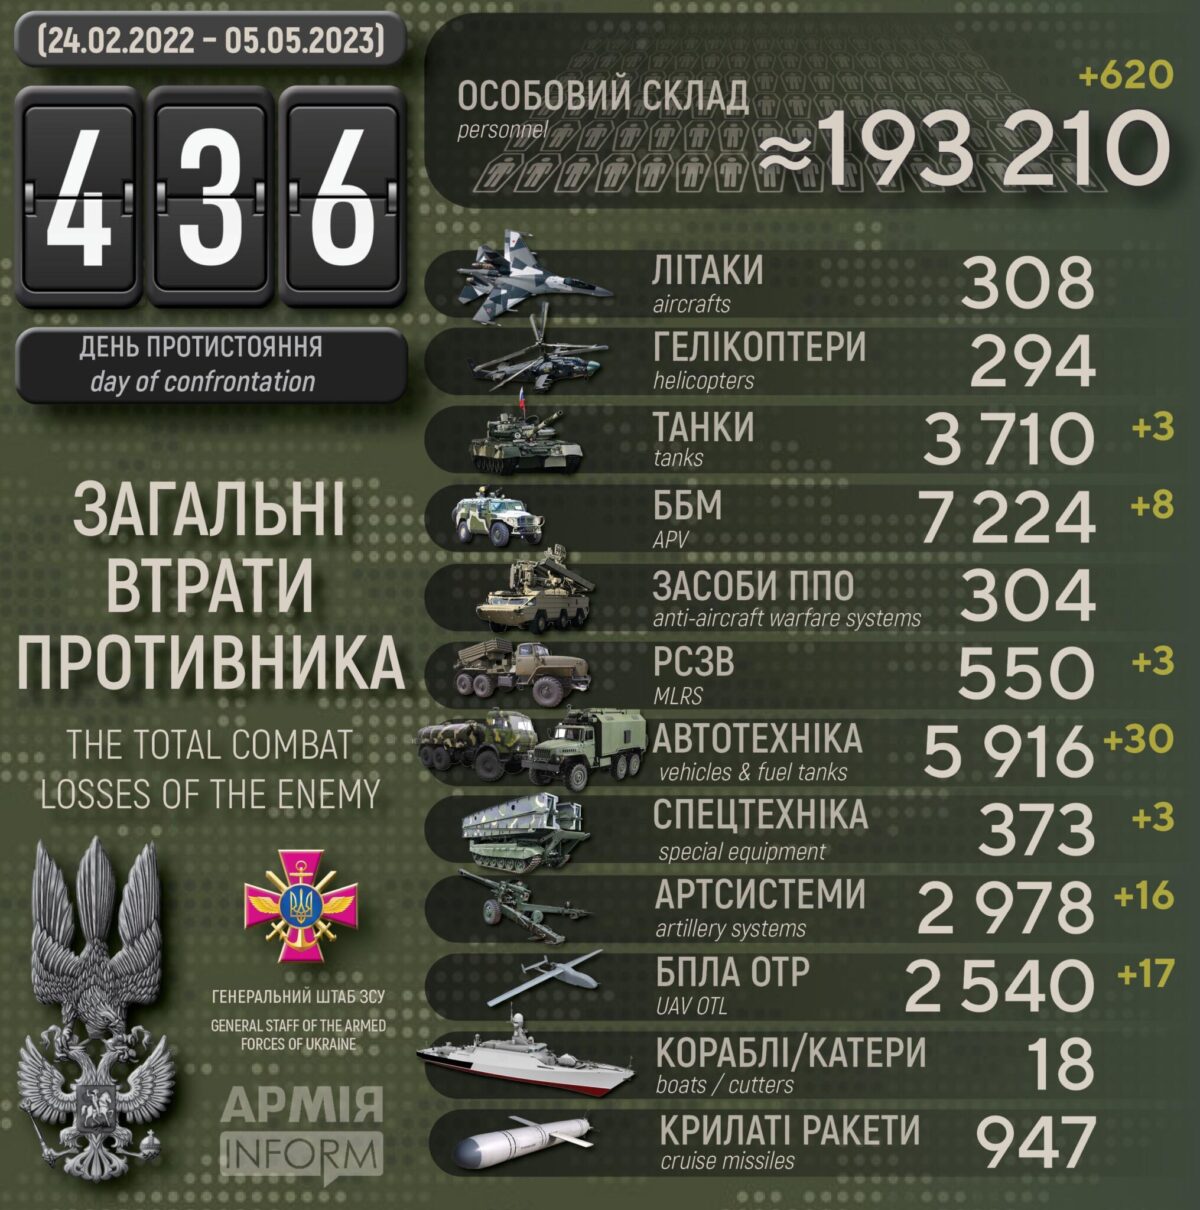 (24.02.2022 – 05.05.2023)
436
ДЕНЬ ПРОТИСТОЯННЯ
day of confrontation
ЗАГАЛЬНІ
ВТРАТИ
ПРОТИВНИКА
THE TOTAL COMBAT
LOSSES OF THE ENEMY
ГЕНЕРАЛЬНИЙ ШТАБ ЗСУ
GENERAL STAFF OF THE ARMED
FORCES OF UKRAINE
АРМІЯ
INFORM
ОСОБОВИЙ СКЛАД
personnel
+620
≈193 210
ЛІТАКИ
aircrafts
308
ГЕЛІКОПТЕРИ
helicopters
294
ТАНКИ
tanks
3 710 +3
ББМ
APV
7 224 +8
ЗАСОБИ ППО
anti-aircraft warfare systems
304
РСЗВ
MLRS
550 +3
АВТОТЕХНІКА
vehicles & fuel tanks
5 916 +30
СПЕЦТЕХНІКА
special equipment
373 +3
АРТСИСТЕМИ
artillery systems
2 978 +16
БПЛА ОТР
UAV OTL
2 540 +17
КОРАБЛІ/КАТЕРИ
boats / cutters
18
КРИЛАТІ РАКЕТИ
cruise missiles
947